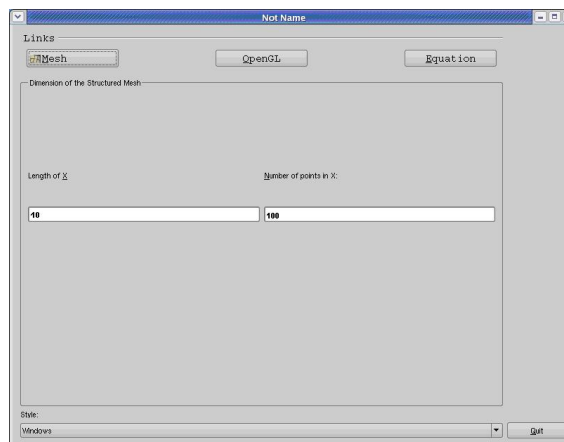 Not Name
Links
Mesh OpenGL Equation
Dimension of the Structured Mesh
Length of X Number of points in X:
10 100
Style:
Windows Quit